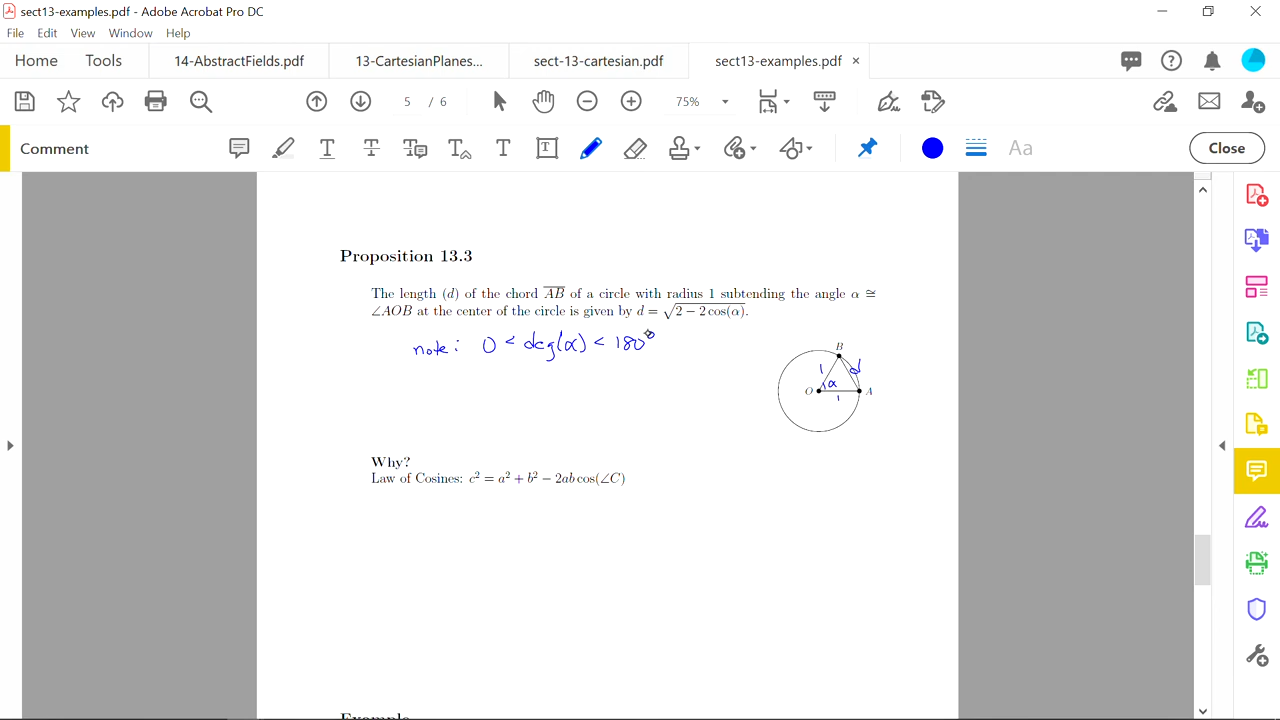 sect13-examples.pdf - Adobe Acrobat Pro DC
File Edit View Window Help
Home Tools 14-AbstractFields.pdf 13-CartesianPlanes... sect-13-cartesian.pdf sect13-examples.pdf ×
5 / 6 75%
Comment T T T T T T Aa Close
Proposition 13.3
The length (d) of the chord \overline{AB} of a circle with radius 1 subtending the angle α ≅
∠AOB at the center of the circle is given by d = √(2 − 2 cos(α)).
note: 0 < deg(α) < 180°
B
1 d
α
O A
1
Why?
Law of Cosines: c² = a² + b² − 2ab cos(∠C)